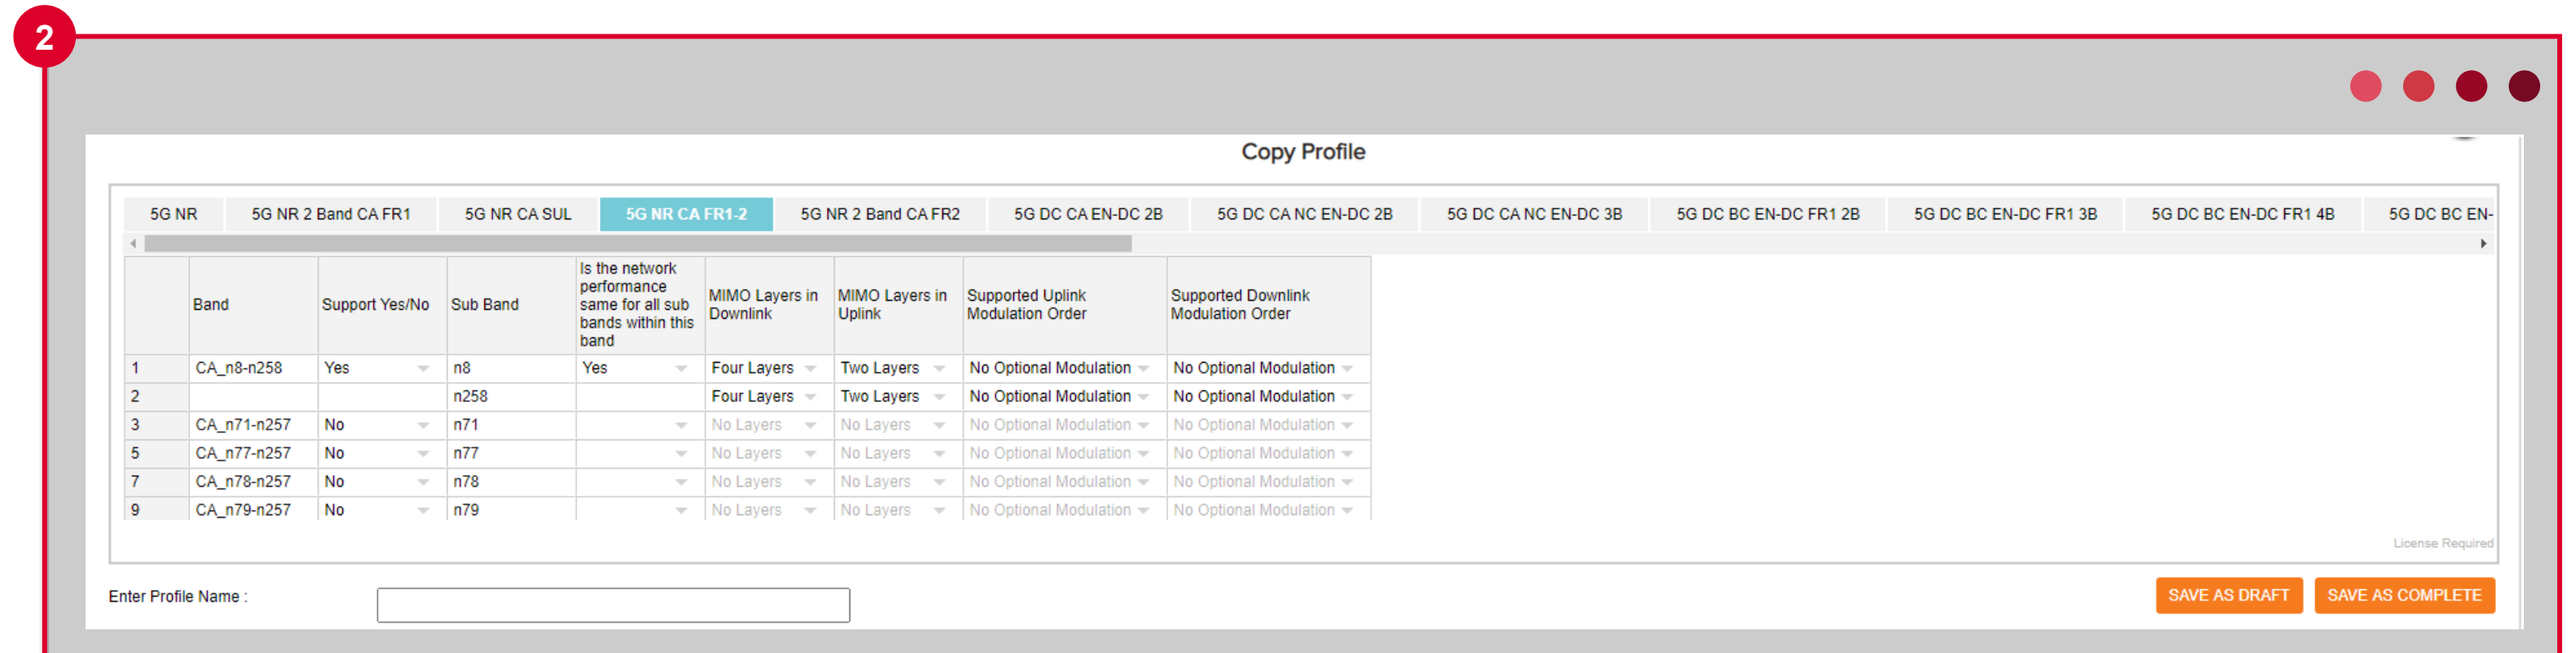 2
Copy Profile
5G NR 5G NR 2 Band CA FR1 5G NR CA SUL 5G NR CA FR1-2 5G NR 2 Band CA FR2 5G DC CA EN-DC 2B 5G DC CA NC EN-DC 2B 5G DC CA NC EN-DC 3B 5G DC BC EN-DC FR1 2B 5G DC BC EN-DC FR1 3B 5G DC BC EN-DC FR1 4B 5G DC BC EN-
Band Support Yes/No Sub Band Is the network performance same for all sub bands within this band MIMO Layers in Downlink MIMO Layers in Uplink Supported Uplink Modulation Order Supported Downlink Modulation Order
1 CA_n8-n258 Yes n8 Yes Four Layers Two Layers No Optional Modulation No Optional Modulation
2 n258 Four Layers Two Layers No Optional Modulation No Optional Modulation
3 CA_n71-n257 No n71 No Layers No Layers No Optional Modulation No Optional Modulation
5 CA_n77-n257 No n77 No Layers No Layers No Optional Modulation No Optional Modulation
7 CA_n78-n257 No n78 No Layers No Layers No Optional Modulation No Optional Modulation
9 CA_n79-n257 No n79 No Layers No Layers No Optional Modulation No Optional Modulation
License Required
Enter Profile Name : SAVE AS DRAFT SAVE AS COMPLETE